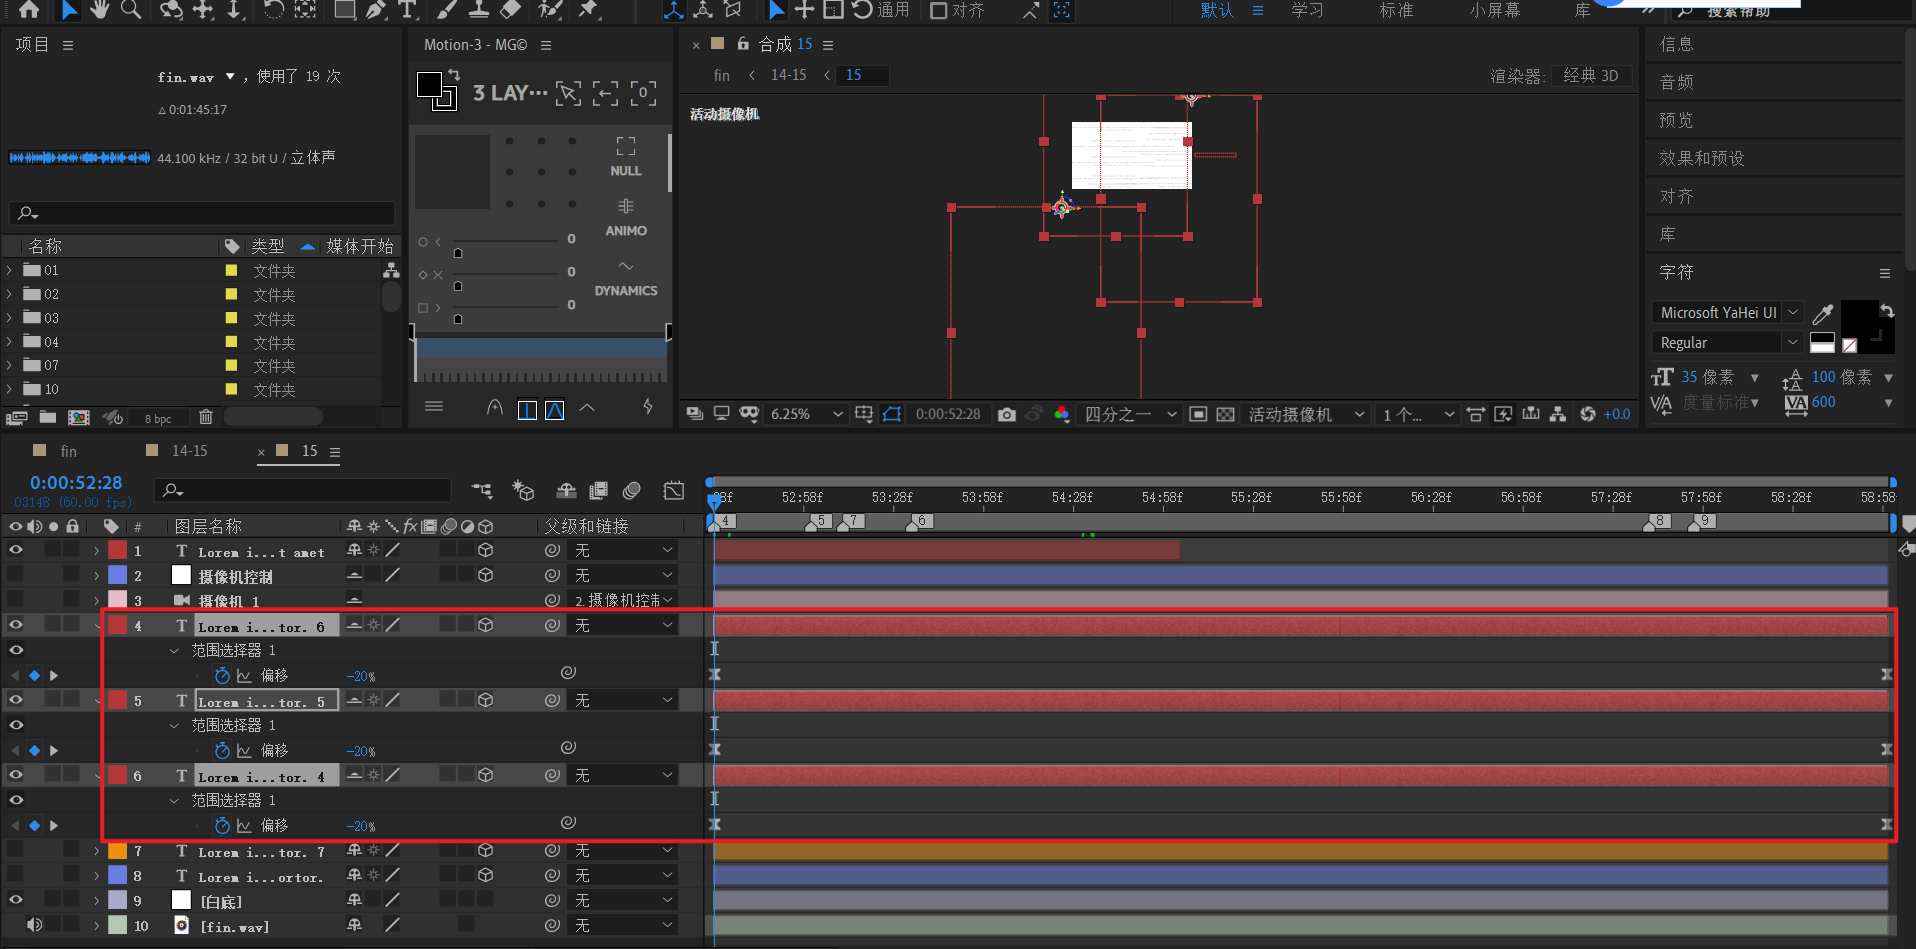 通用
对齐
默认
学习
标准
小屏幕
库
搜索帮助
项目
fin.wav ▼ ，使用了 19 次
△ 0:01:45:17
44.100 kHz / 32 bit U / 立体声
名称
类型
媒体开始
01 文件夹
02 文件夹
03 文件夹
04 文件夹
07 文件夹
10 文件夹
8 bpc
Motion-3 - MG©
3 LAY···
0
NULL
ANIMO
DYNAMICS
0
0
0
合成 15
fin ‹ 14-15 ‹ 15
渲染器: 经典 3D
活动摄像机
6.25%
0:00:52:28
四分之一
活动摄像机
1 个...
+0.0
信息
音频
预览
效果和预设
对齐
库
字符
Microsoft YaHei UI
Regular
35 像素
100 像素
度量标准
600
fin
14-15
× 15
0:00:52:28
03148 (60.00 fps)
28f 52:58f 53:28f 53:58f 54:28f 54:58f 55:28f 55:58f 56:28f 56:58f 57:28f 57:58f 58:28f 58:58
# 图层名称 fx 父级和链接
4 5 7 6 8 9
1 T Lorem i...t amet 无
2 摄像机控制 无
3 摄像机 1 2.摄像机控制
4 T Lorem i...tor. 6 无
范围选择器 1
偏移 -20%
5 T Lorem i...tor. 5 无
范围选择器 1
偏移 -20%
6 T Lorem i...tor. 4 无
范围选择器 1
偏移 -20%
7 T Lorem i...tor. 7 无
8 T Lorem i...ortor. 无
9 [白底] 无
10 [fin.wav] 无